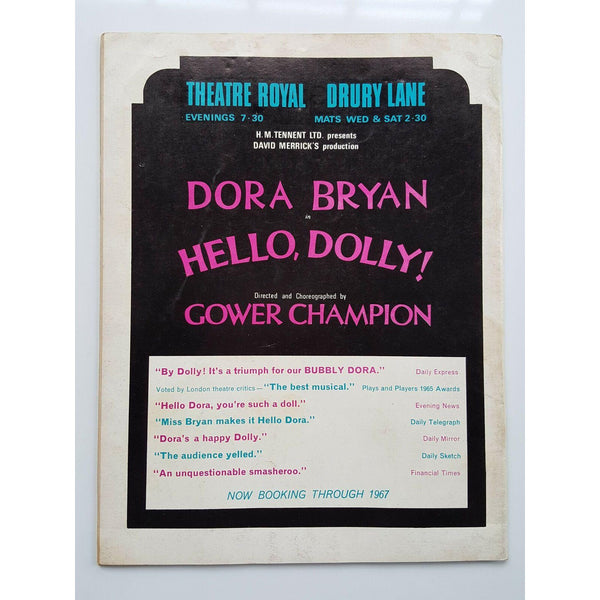 THEATRE ROYAL DRURY LANE
EVENINGS 7·30 MATS WED & SAT 2·30
H.M. TENNENT LTD. presents
DAVID MERRICK'S production
DORA BRYAN
in
HELLO, DOLLY!
Directed and Choreographed by
GOWER CHAMPION
"By Dolly! It's a triumph for our BUBBLY DORA." Daily Express
Voted by London theatre critics—"The best musical." Plays and Players 1965 Awards
"Hello Dora, you're such a doll." Evening News
"Miss Bryan makes it Hello Dora." Daily Telegraph
"Dora's a happy Dolly." Daily Mirror
"The audience yelled." Daily Sketch
"An unquestionable smasheroo." Financial Times
NOW BOOKING THROUGH 1967